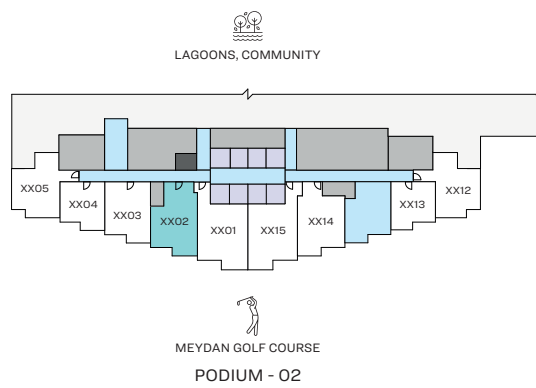 LAGOONS, COMMUNITY
XX05
XX04
XX03
XX02
XX01
XX15
XX14
XX13
XX12
MEYDAN GOLF COURSE
PODIUM - 02